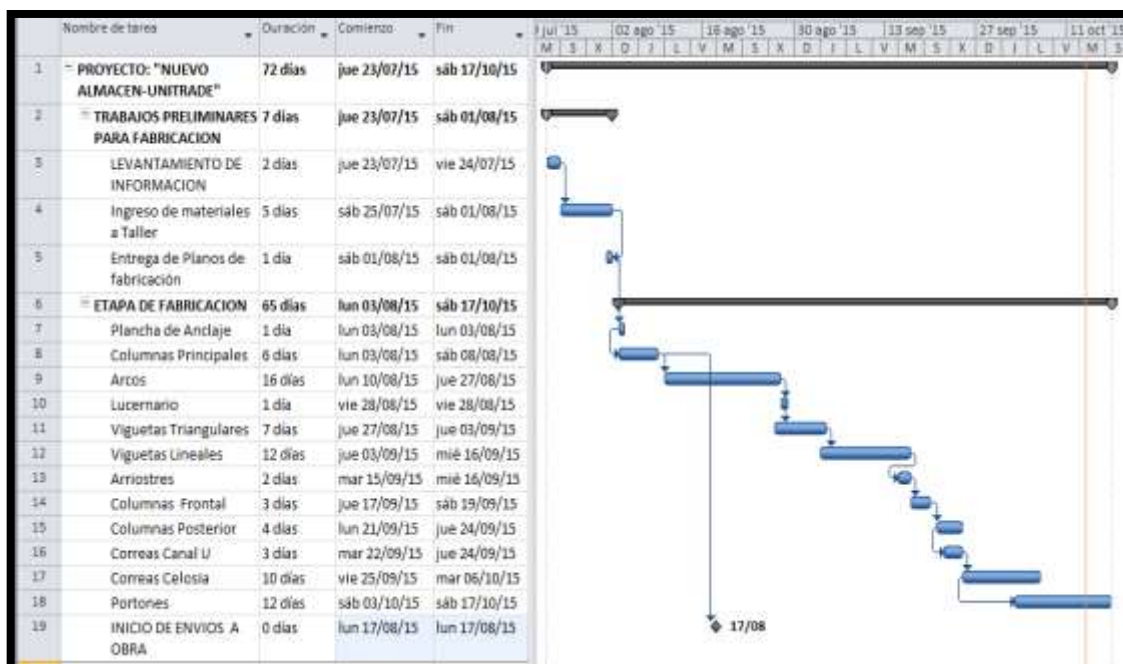 Nombre de tarea Duración Comienzo Fin
jul '15 02 ago '15 16 ago '15 30 ago '15 13 sep '15 27 sep '15 11 oct '15
M S X D J L V M S X D J L V M S X D J L V M S
1 PROYECTO: "NUEVO 72 días jue 23/07/15 sáb 17/10/15
ALMACEN-UNITRADE"
2 TRABAJOS PRELIMINARES 7 días jue 23/07/15 sáb 01/08/15
PARA FABRICACION
3 LEVANTAMIENTO DE 2 días jue 23/07/15 vie 24/07/15
INFORMACION
4 Ingreso de materiales 5 días sáb 25/07/15 sáb 01/08/15
a Taller
5 Entrega de Planos de 1 día sáb 01/08/15 sáb 01/08/15
fabricación
6 ETAPA DE FABRICACION 65 días lun 03/08/15 sáb 17/10/15
7 Plancha de Anclaje 1 día lun 03/08/15 lun 03/08/15
8 Columnas Principales 6 días lun 03/08/15 sáb 08/08/15
9 Arcos 16 días lun 10/08/15 jue 27/08/15
10 Lucernario 1 día vie 28/08/15 vie 28/08/15
11 Viguetas Triangulares 7 días jue 27/08/15 jue 03/09/15
12 Viguetas Lineales 12 días jue 03/09/15 mié 16/09/15
13 Arriostres 2 días mar 15/09/15 mié 16/09/15
14 Columnas Frontal 3 días jue 17/09/15 sáb 19/09/15
15 Columnas Posterior 4 días lun 21/09/15 jue 24/09/15
16 Correas Canal U 3 días mar 22/09/15 jue 24/09/15
17 Correas Celosia 10 días vie 25/09/15 mar 06/10/15
18 Portones 12 días sáb 03/10/15 sáb 17/10/15
19 INICIO DE ENVIOS A 0 días lun 17/08/15 lun 17/08/15 17/08
OBRA